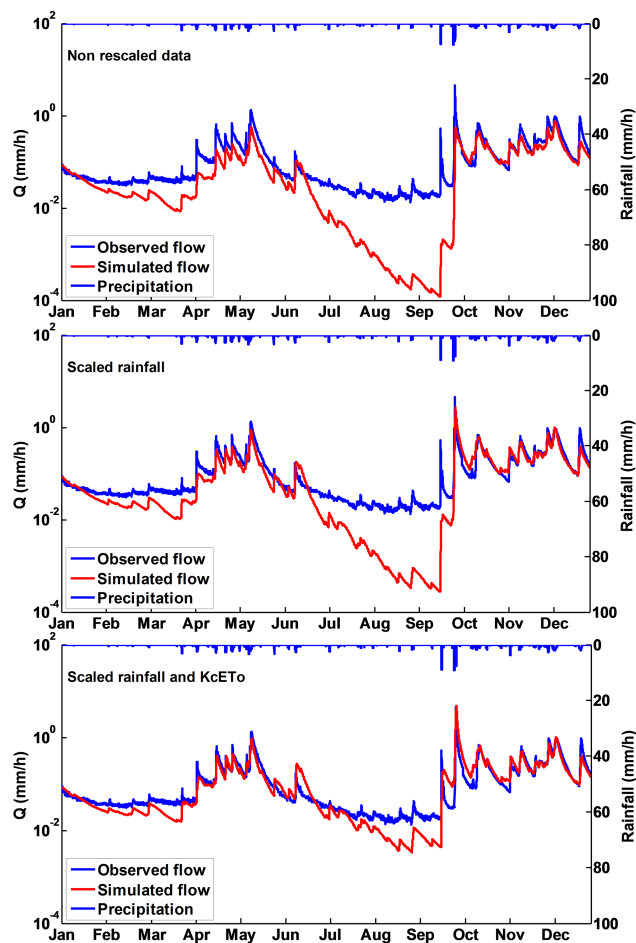 10^2
0
Non rescaled data
20
10^0
Q (mm/h)
40
Rainfall (mm/h)
60
10^-2
Observed flow
80
Simulated flow
Precipitation
10^-4
100
Jan Feb Mar Apr May Jun Jul Aug Sep Oct Nov Dec
10^2
0
Scaled rainfall
20
10^0
Q (mm/h)
40
Rainfall (mm/h)
60
10^-2
Observed flow
80
Simulated flow
Precipitation
10^-4
100
Jan Feb Mar Apr May Jun Jul Aug Sep Oct Nov Dec
10^2
0
Scaled rainfall and KcETo
20
10^0
Q (mm/h)
40
Rainfall (mm/h)
60
10^-2
Observed flow
80
Simulated flow
Precipitation
10^-4
100
Jan Feb Mar Apr May Jun Jul Aug Sep Oct Nov Dec